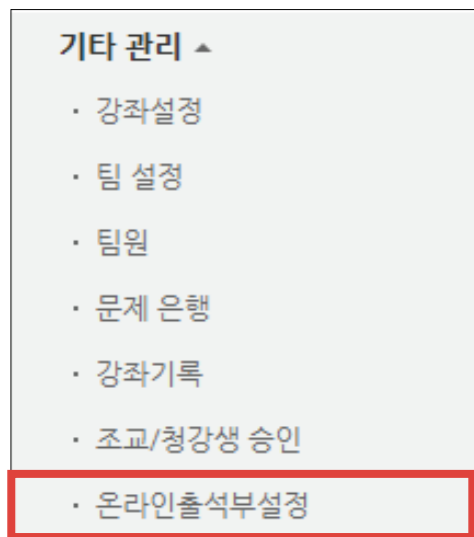 기타 관리 ▲
· 강좌설정
· 팀 설정
· 팀원
· 문제 은행
· 강좌기록
· 조교/청강생 승인
· 온라인출석부설정